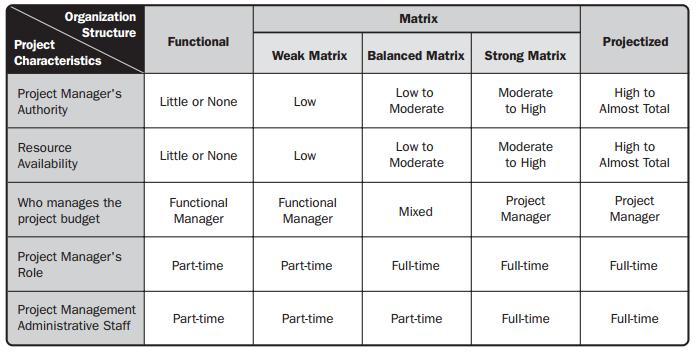 Organization
Structure
Project
Characteristics
Functional
Matrix
Weak Matrix
Balanced Matrix
Strong Matrix
Projectized
Project Manager's
Authority
Little or None
Low
Low to
Moderate
Moderate
to High
High to
Almost Total
Resource
Availability
Little or None
Low
Low to
Moderate
Moderate
to High
High to
Almost Total
Who manages the
project budget
Functional
Manager
Functional
Manager
Mixed
Project
Manager
Project
Manager
Project Manager's
Role
Part-time
Part-time
Full-time
Full-time
Full-time
Project Management
Administrative Staff
Part-time
Part-time
Part-time
Full-time
Full-time